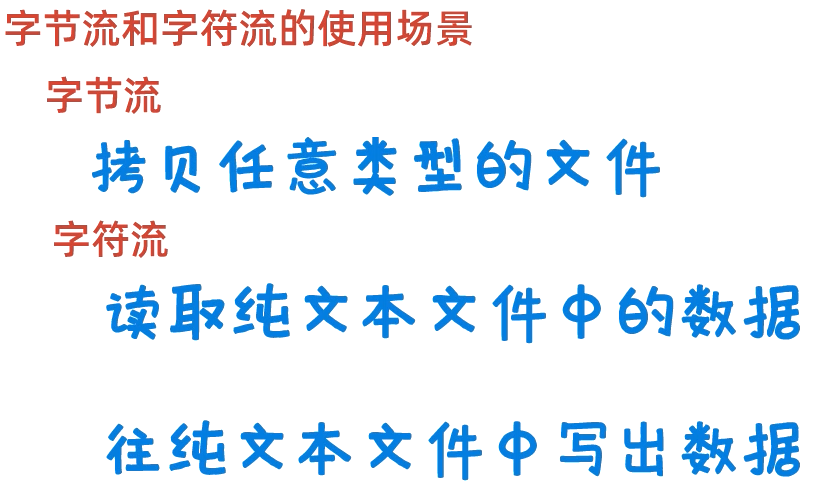 字节流和字符流的使用场景
字节流
拷贝任意类型的文件
字符流
读取纯文本文件中的数据
往纯文本文件中写出数据